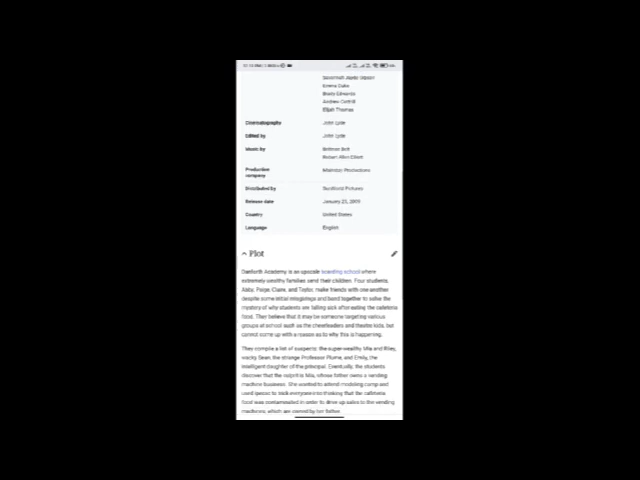 Emma Duke
Brady Edwards
Andrew Cottrill
Elijah Thomas
Cinematography John Lyde
Edited by John Lyde
Music by
Robert Allen Elliott
Production
company Mainstay Productions
Distributed by
Release date January 23, 2009
Country United States
Language English
Plot
Danforth Academy is an upscale boarding school where
extremely wealthy families send their children. Four students,
Abby, Paige, Claire, and Taylor, make friends with one another
despite some initial misgivings and band together to solve the
mystery of why students are falling sick after eating the cafeteria
food. They believe that it may be someone targeting various
groups at school such as the cheerleaders and theatre kids, but
cannot come up with a reason as to why this is happening.
They compile a list of suspects: the super-wealthy Mia and Riley,
wacky Sean, the strange Professor Plume, and Emily, the
intelligent daughter of the principal. Eventually, the students
discover that the culprit is Mia, whose father owns a vending
machine business. She wanted to attend modeling camp and
used ipecac to trick everyone into thinking that the cafeteria
food was contaminated in order to drive up sales to the vending
machines, which are owned by her father.